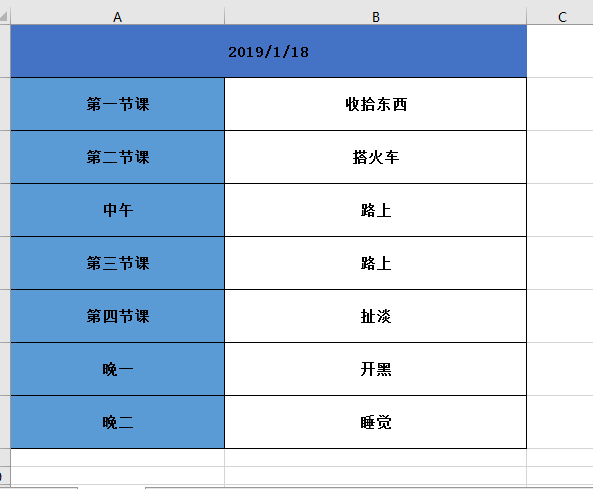 A B C
2019/1/18
第一节课 收拾东西
第二节课 搭火车
中午 路上
第三节课 路上
第四节课 扯淡
晚一 开黑
晚二 睡觉